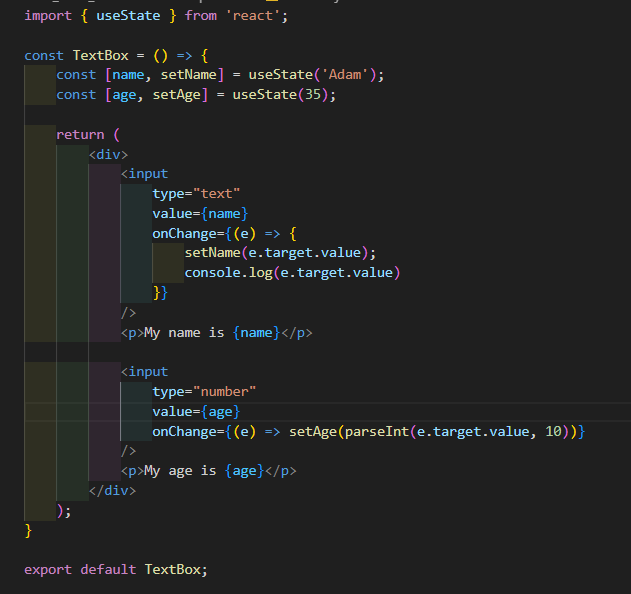 import { useState } from 'react';
const TextBox = () => {
const [name, setName] = useState('Adam');
const [age, setAge] = useState(35);
return (
<div>
<input
type="text"
value={name}
onChange={(e) => {
setName(e.target.value);
console.log(e.target.value)
}}
/>
<p>My name is {name}</p>
<input
type="number"
value={age}
onChange={(e) => setAge(parseInt(e.target.value, 10))}
/>
<p>My age is {age}</p>
</div>
);
}
export default TextBox;